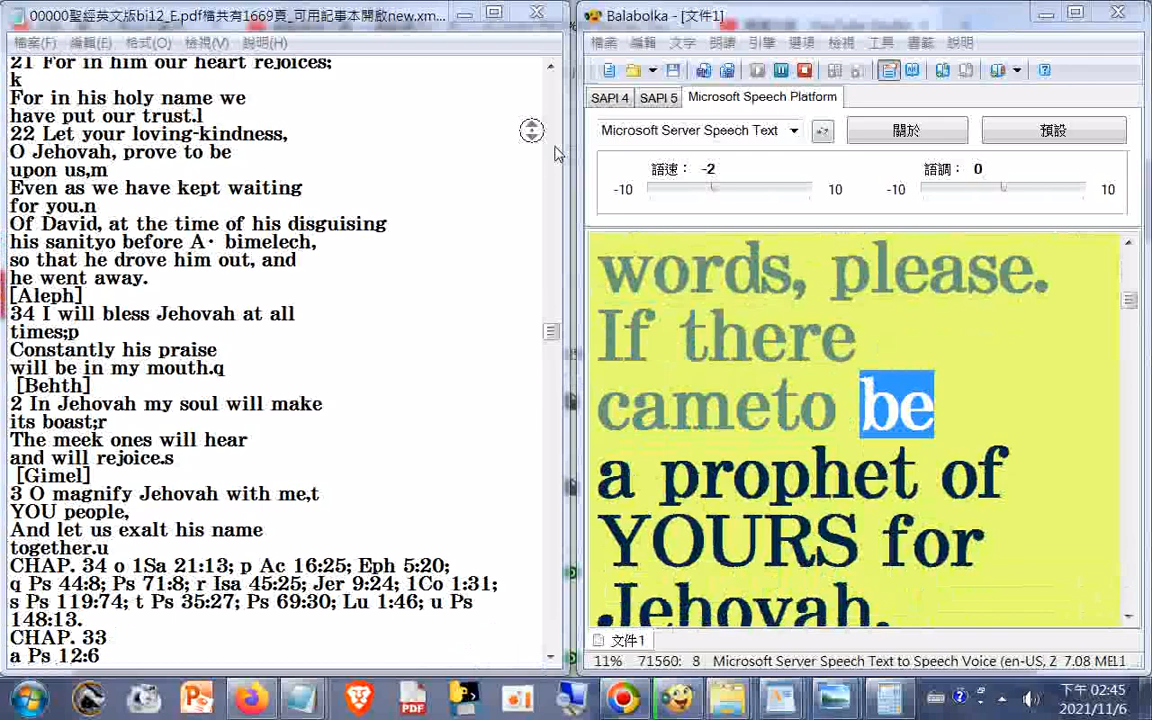 00000聖經英文版bi12_E.pdf檔共有1669頁_可用記事本開啟new.xm...
檔案(F) 編輯(E) 格式(O) 檢視(V) 說明(H)
21 For in him our heart rejoices;
k
For in his holy name we
have put our trust.l
22 Let your loving-kindness,
O Jehovah, prove to be
upon us,m
Even as we have kept waiting
for you.n
Of David, at the time of his disguising
his sanityo before A· bimelech,
so that he drove him out, and
he went away.
[Aleph]
34 I will bless Jehovah at all
times;p
Constantly his praise
will be in my mouth.q
[Behth]
2 In Jehovah my soul will make
its boast;r
The meek ones will hear
and will rejoice.s
[Gimel]
3 O magnify Jehovah with me,t
YOU people,
And let us exalt his name
together.u
CHAP. 34 o 1Sa 21:13; p Ac 16:25; Eph 5:20;
q Ps 44:8; Ps 71:8; r Isa 45:25; Jer 9:24; 1Co 1:31;
s Ps 119:74; t Ps 35:27; Ps 69:30; Lu 1:46; u Ps
148:13.
CHAP. 33
a Ps 12:6
Balabolka - [文件1]
檔案 編輯 文字 朗讀 引擎 選項 檢視 工具 書籤 說明
SAPI 4 SAPI 5 Microsoft Speech Platform
Microsoft Server Speech Text 關於 預設
語速: -2 語調: 0
-10 10 -10 10
words, please.
If there
cameto be
a prophet of
YOURS for
Jehovah,
文件1
11% 71560: 8 Microsoft Server Speech Text to Speech Voice (en-US, 2 7.08 ME11
PDF
下午 02:45
2021/11/6